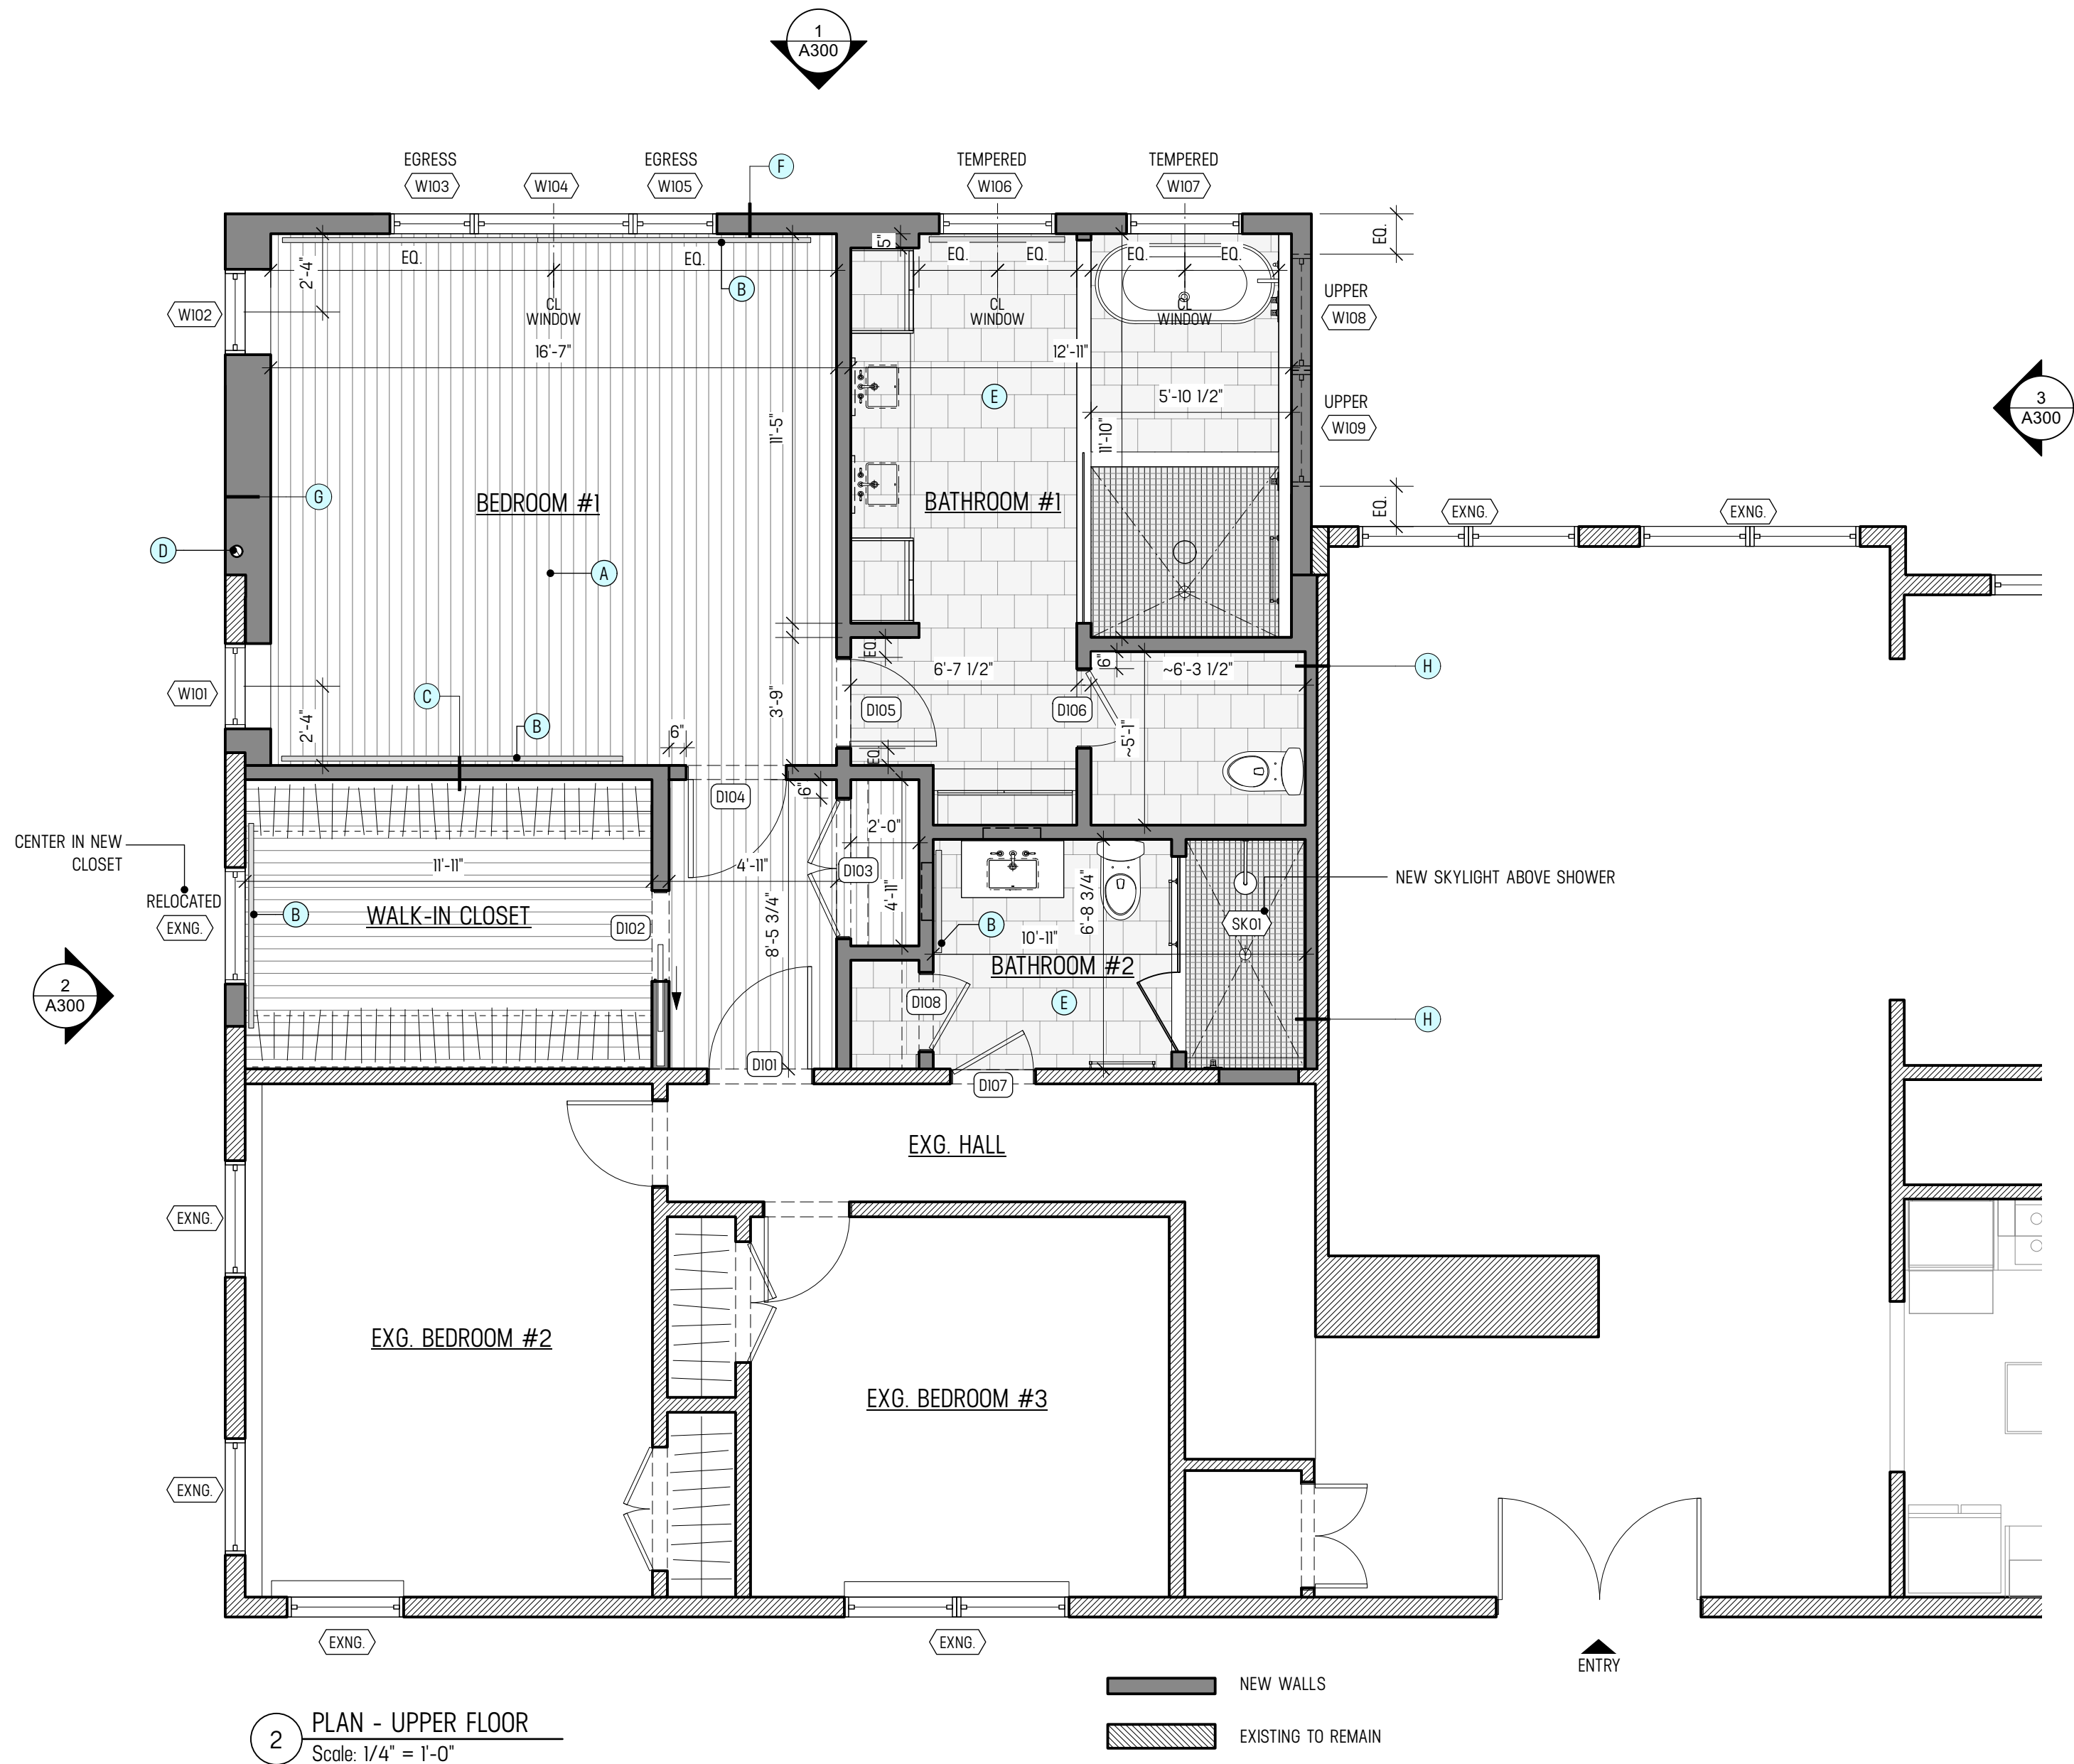 1
A300
EGRESS
W103
W104
EGRESS
W105
F
TEMPERED
W106
TEMPERED
W107
EQ.
EQ.
EQ.
5"
EQ.
EQ.
EQ.
EQ.
2'-4"
B
W102
CL
WINDOW
CL
WINDOW
CL
WINDOW
UPPER
W108
16'-7"
12'-11"
E
5'-10 1/2"
UPPER
W109
3
A300
11'-5"
11'-10"
G
BEDROOM #1
BATHROOM #1
EQ.
EXNG.
EXNG.
D
A
EQ.
6'-7 1/2"
6"
~6'-3 1/2"
H
W101
C
B
2'-4"
3'-9"
6"
D105
D106
~5'-1"
EQ.
D104
6"
CENTER IN NEW
CLOSET
RELOCATED
EXNG.
11'-11"
4'-11"
2'-0"
D103
4'-11"
6'-8 3/4"
NEW SKYLIGHT ABOVE SHOWER
B
WALK-IN CLOSET
D102
8'-5 3/4"
B
10'-11"
SK01
BATHROOM #2
2
A300
D108
E
H
D101
D107
EXG. HALL
EXNG.
EXG. BEDROOM #2
EXG. BEDROOM #3
EXNG.
EXNG.
EXNG.
ENTRY
NEW WALLS
2
PLAN - UPPER FLOOR
Scale: 1/4" = 1'-0"
EXISTING TO REMAIN